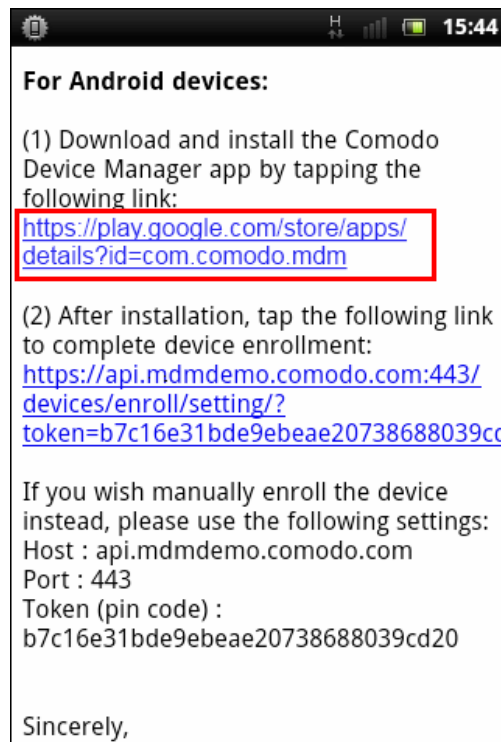 H 15:44
For Android devices:
(1) Download and install the Comodo
Device Manager app by tapping the
following link:
https://play.google.com/store/apps/
details?id=com.comodo.mdm
(2) After installation, tap the following link
to complete device enrollment:
https://api.mdmdemo.comodo.com:443/
devices/enroll/setting/?
token=b7c16e31bde9ebeae20738688039cd
If you wish manually enroll the device
instead, please use the following settings:
Host : api.mdmdemo.comodo.com
Port : 443
Token (pin code) :
b7c16e31bde9ebeae20738688039cd20
Sincerely,